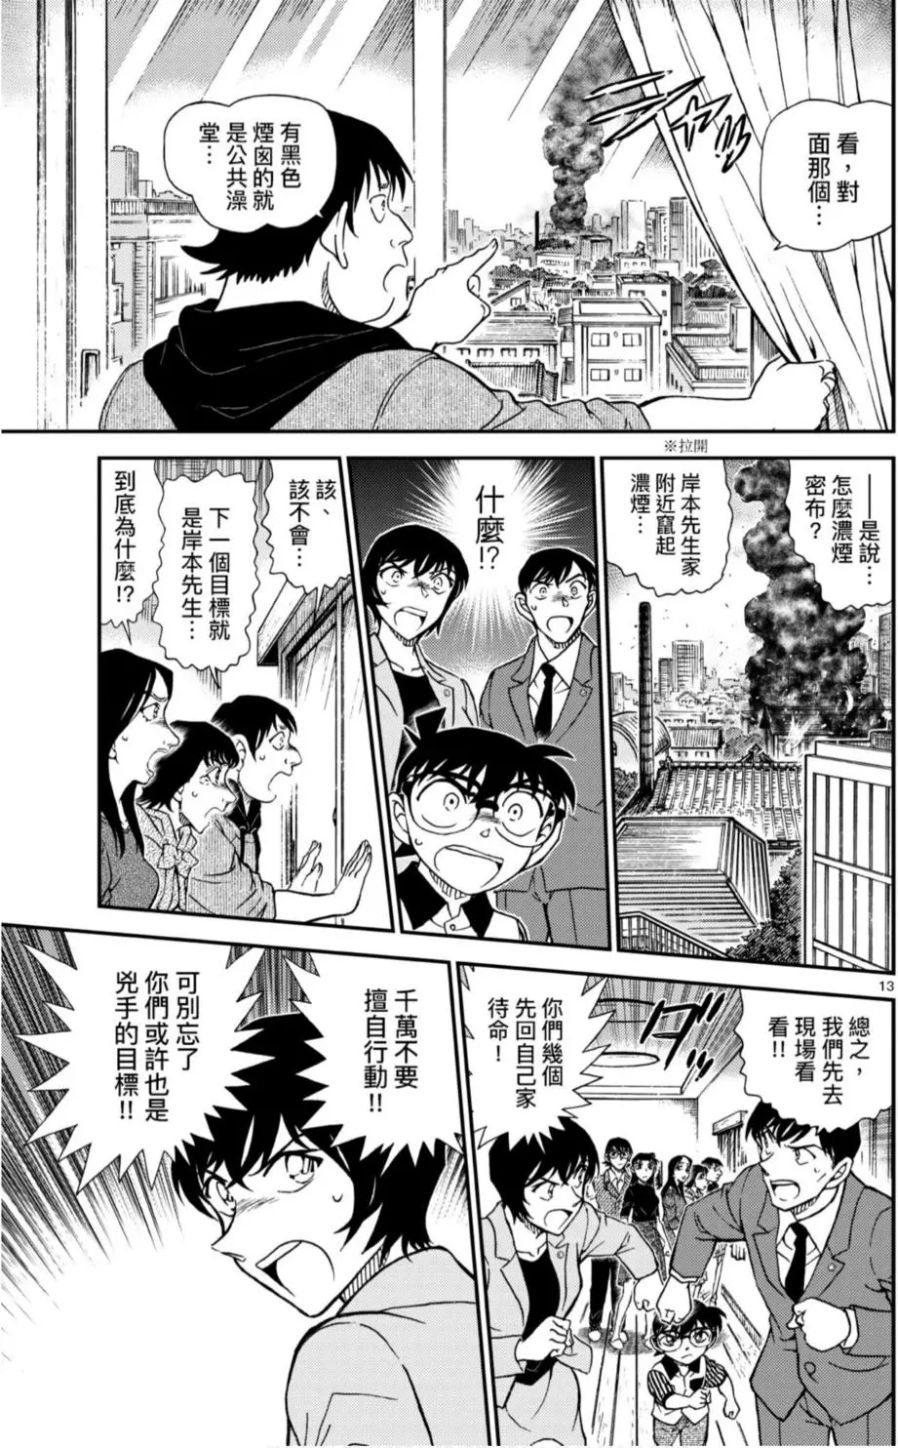 看，對
面那個…
有黑色
煙囪的就
是公共澡
堂…
※拉開
——是說…
怎麼濃煙
密布？
岸本先生家
附近竄起
濃煙…
什麼!?
該、
該不會…
下一個目標就
是岸本先生…
到底為什麼!?
13
總之，
我們先去
現場看
看!!
你們幾個
先回自己家
待命！
千萬不要
擅自行動!!
可別忘了
你們或許也是
兇手的目標!!